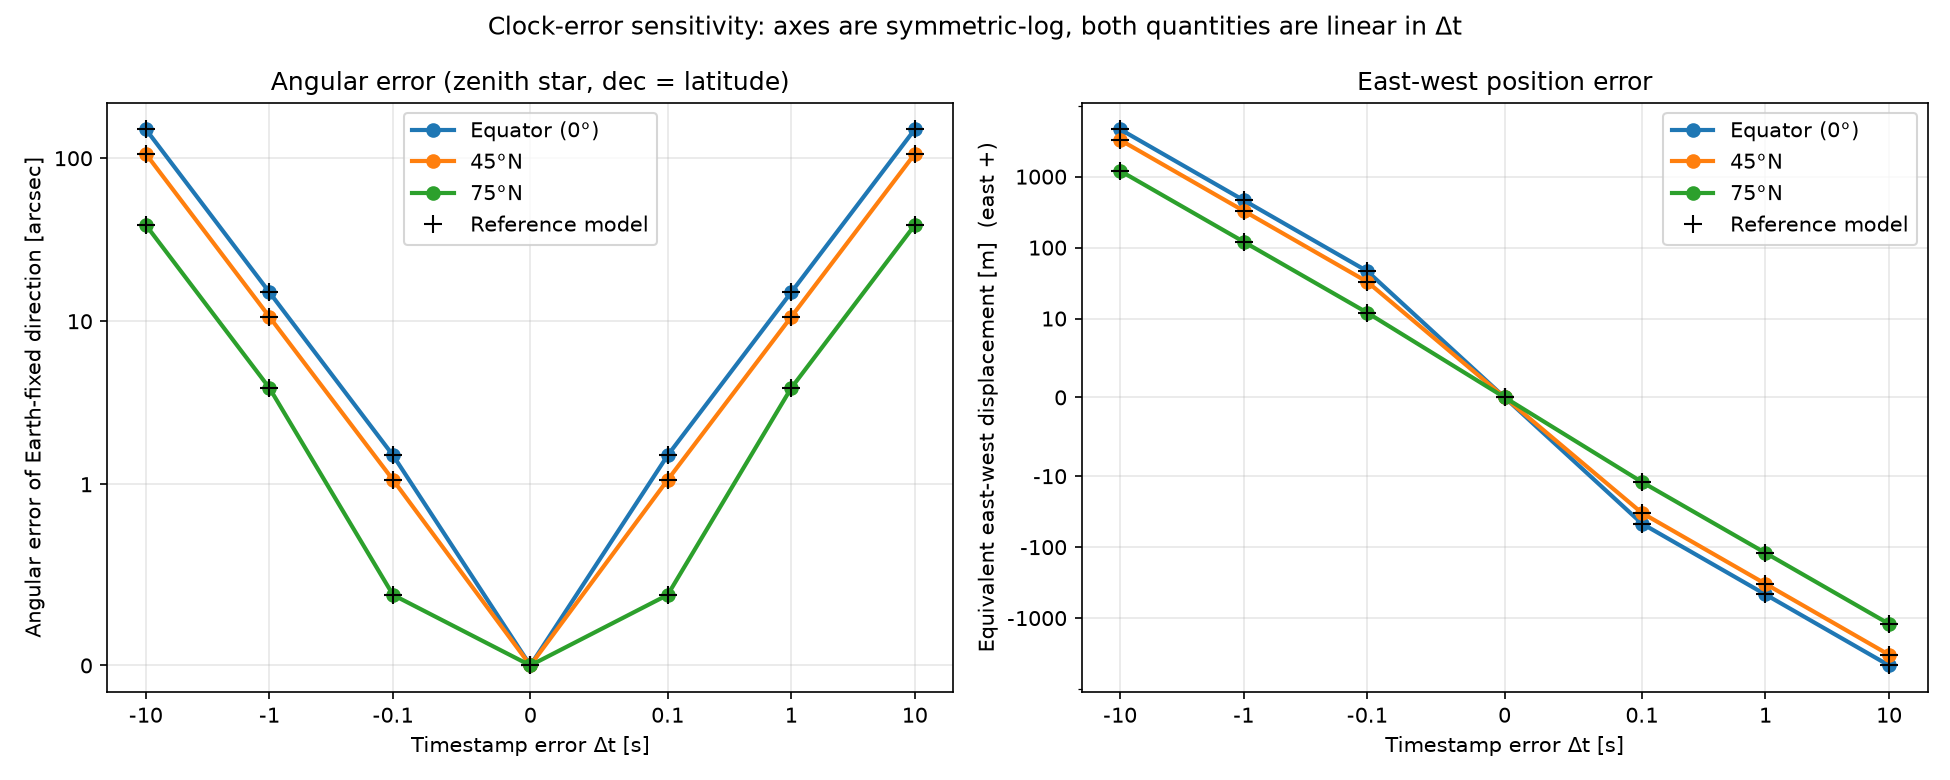 Clock-error sensitivity: axes are symmetric-log, both quantities are linear in Δt
Angular error (zenith star, dec = latitude)
Angular error of Earth-fixed direction [arcsec]
100
10
1
0
Equator (0°)
45°N
75°N
Reference model
-10
-1
-0.1
0
0.1
1
10
Timestamp error Δt [s]
East-west position error
Equivalent east-west displacement [m]  (east +)
1000
100
10
0
-10
-100
-1000
Equator (0°)
45°N
75°N
Reference model
-10
-1
-0.1
0
0.1
1
10
Timestamp error Δt [s]